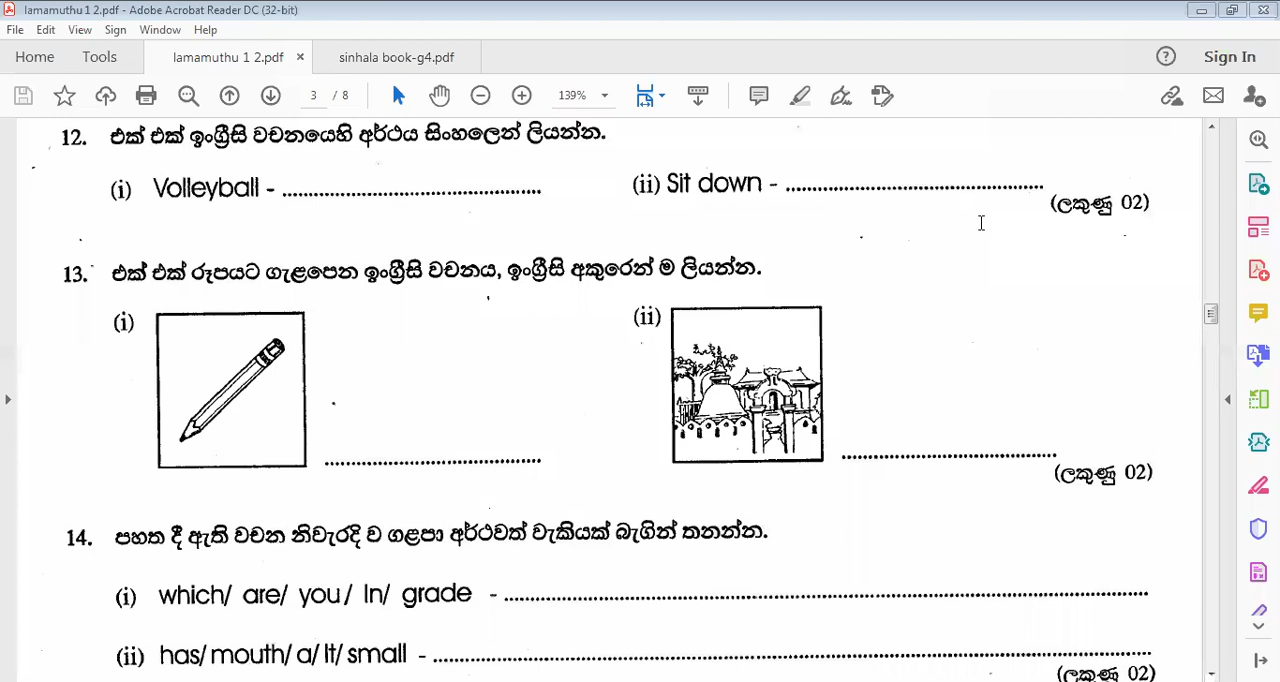 lamamuthu 1 2.pdf - Adobe Acrobat Reader DC (32-bit)
File Edit View Sign Window Help
Home Tools lamamuthu 1 2.pdf × sinhala book-g4.pdf Sign In
3 / 8 139%
12. එක් එක් ඉංග්‍රීසි වචනයෙහි අර්ථය සිංහලෙන් ලියන්න.
(i) Volleyball - ................................................ (ii) Sit down - ................................................
(ලකුණු 02)
13. එක් එක් රූපයට ගැළපෙන ඉංග්‍රීසි වචනය, ඉංග්‍රීසි අකුරෙන් ම ලියන්න.
(i) (ii)
........................................ ........................................
(ලකුණු 02)
14. පහත දී ඇති වචන නිවැරදි ව ගළපා අර්ථවත් වැකියක් බැගින් තනන්න.
(i) which/ are/ you/ In/ grade - ................................................................................
(ii) has/ mouth/ a/ It/ small - ................................................................................
(ලකුණු 02)